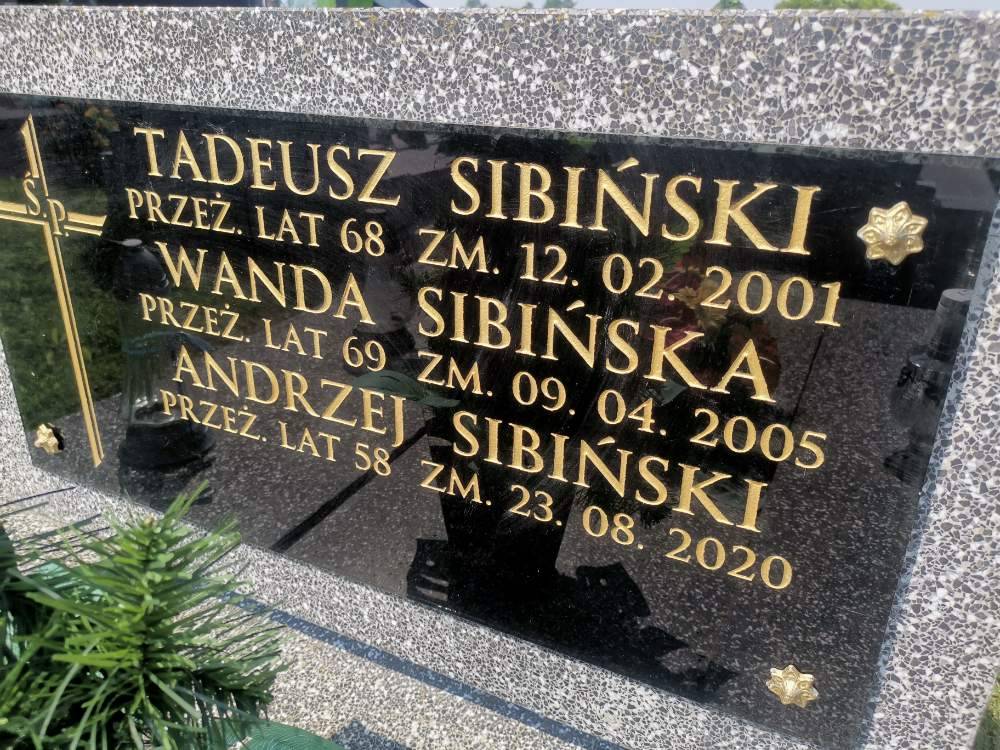 Ś.P
TADEUSZ SIBIŃSKI
PRZEŻ. LAT 68 ZM. 12. 02. 2001
WANDA SIBIŃSKA
PRZEŻ. LAT 69 ZM. 09. 04. 2005
ANDRZEJ SIBIŃSKI
PRZEŻ. LAT 58 ZM. 23. 08. 2020